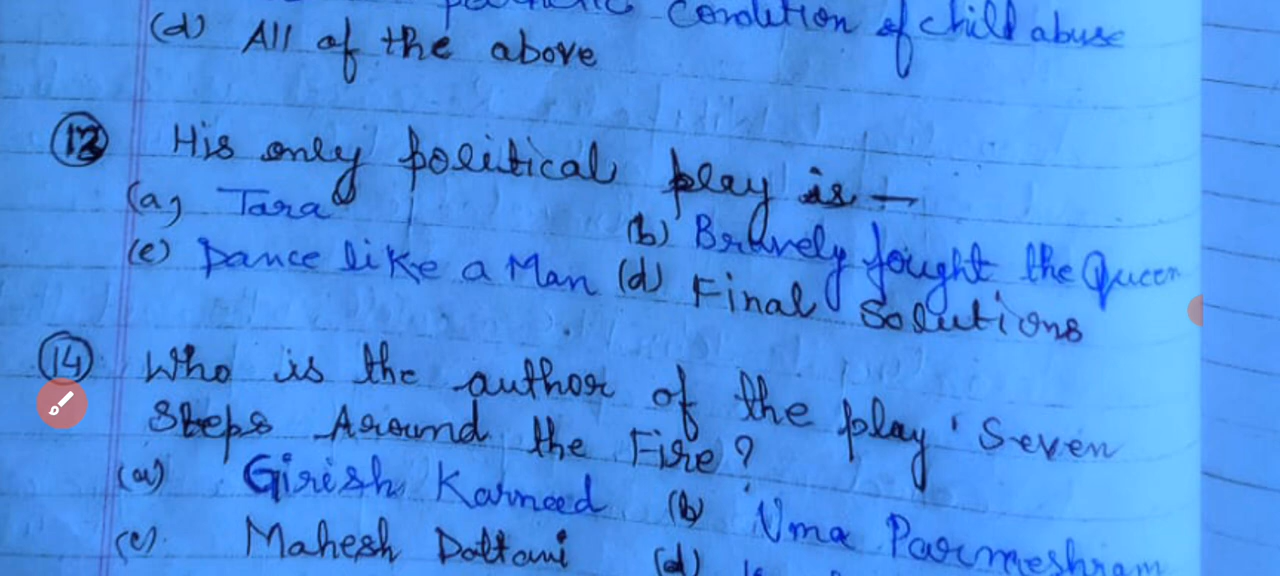 condition of child abuse
(d) All of the above
13 His only political play is —
(a) Tara
(b) Bravely fought the Queen
(c) Dance like a Man (d) Final Solutions
14 Who is the author of the play 'Seven
Steps Around the Fire?
(a) Girish Karnaed (b) Uma Parmeshram
(c) Mahesh Dattani (d)